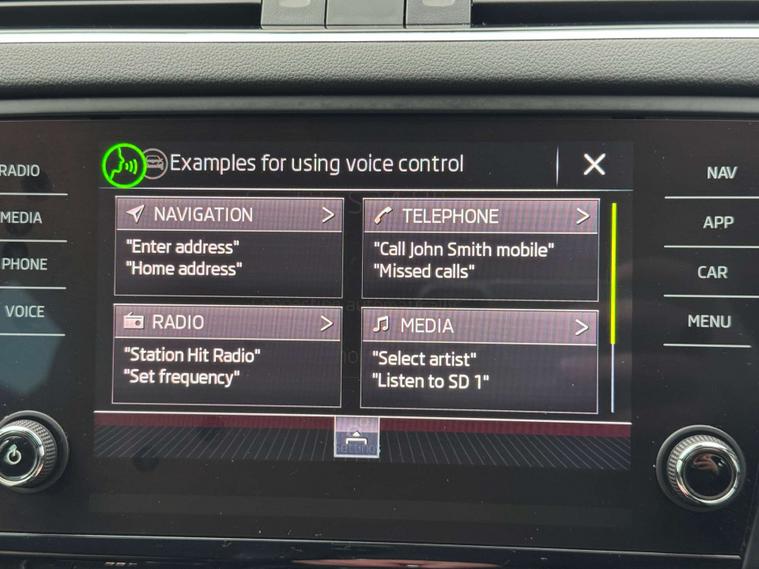 Examples for using voice control
RADIO
MEDIA
PHONE
VOICE
NAVIGATION
"Enter address"
"Home address"
TELEPHONE
"Call John Smith mobile"
"Missed calls"
RADIO
"Station Hit Radio"
"Set frequency"
MEDIA
"Select artist"
"Listen to SD 1"
NAV
APP
CAR
MENU